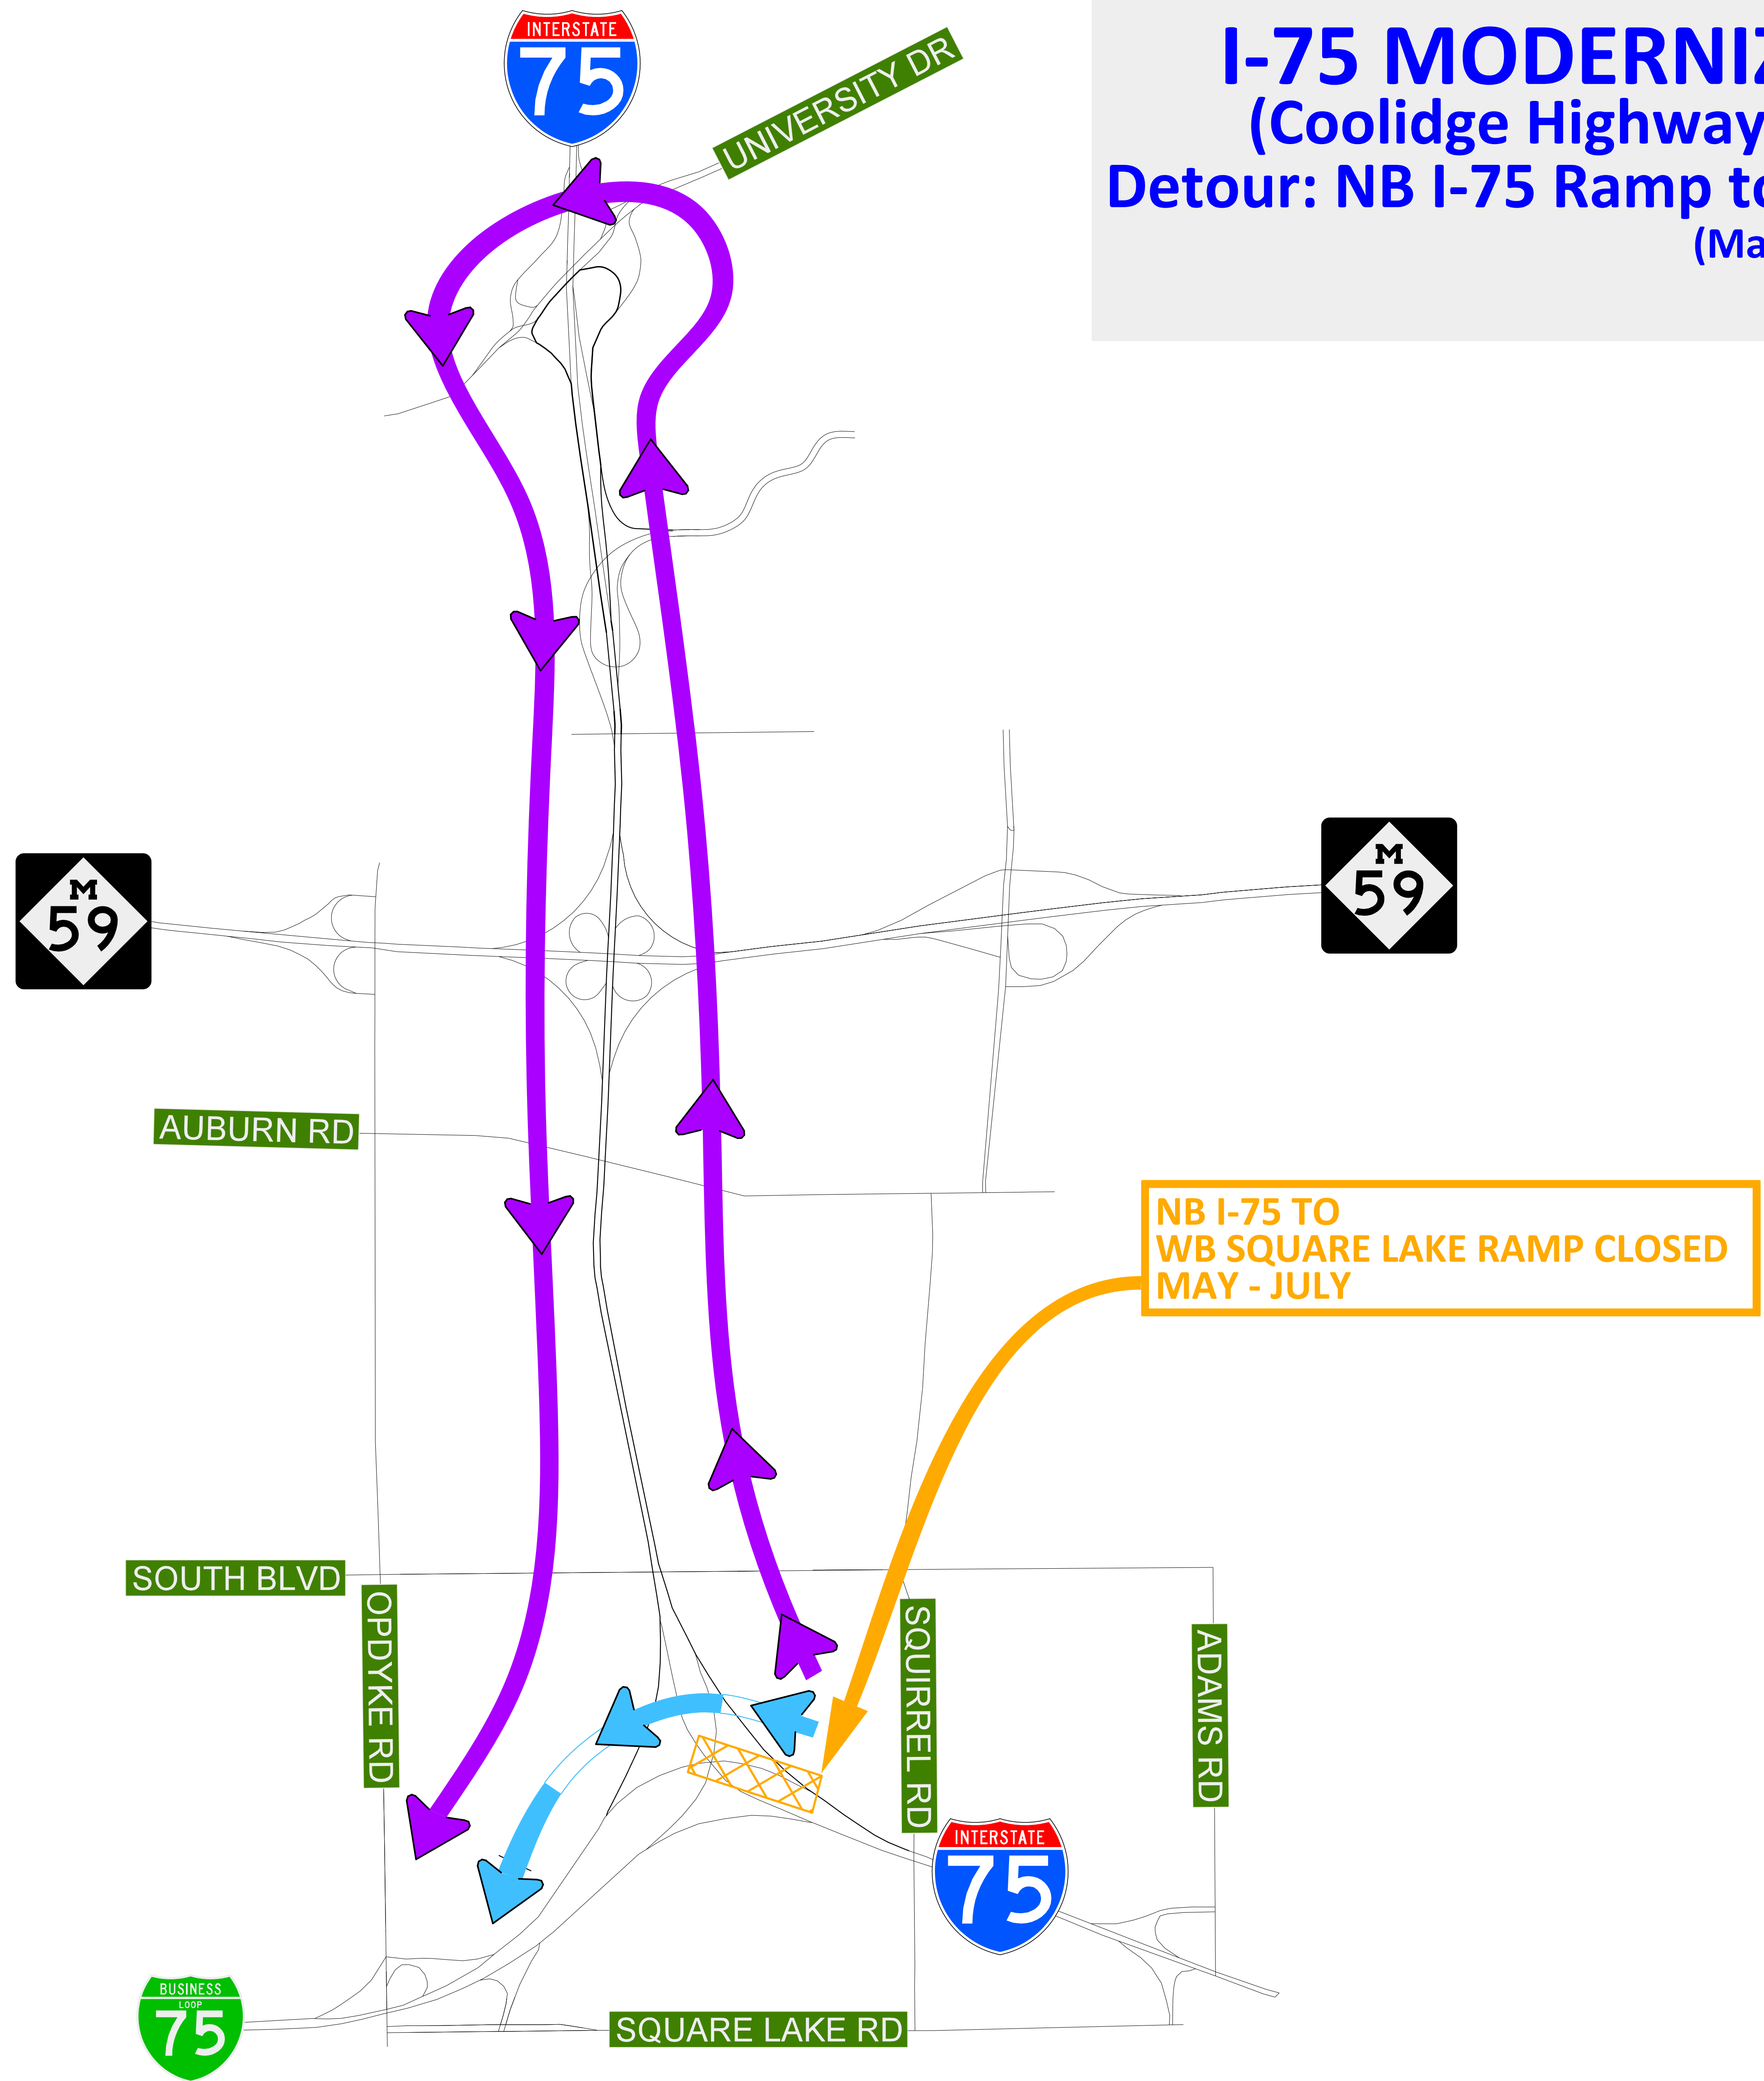 INTERSTATE
75
UNIVERSITY DR
I-75 MODERNIZ
(Coolidge Highway
Detour: NB I-75 Ramp to
(Ma
M
59
M
59
AUBURN RD
NB I-75 TO
WB SQUARE LAKE RAMP CLOSED
MAY - JULY
SOUTH BLVD
OPDYKE RD
SQUIRREL RD
ADAMS RD
INTERSTATE
75
BUSINESS
LOOP
75
SQUARE LAKE RD